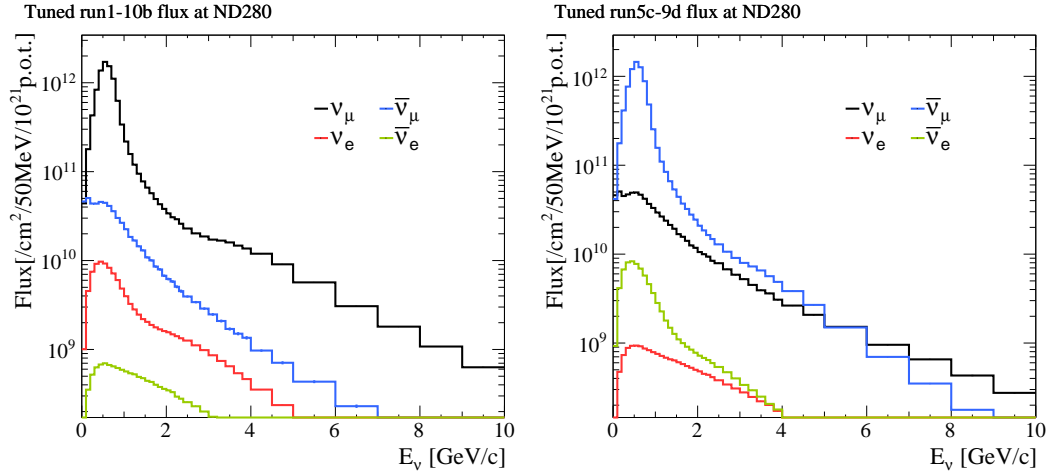 Tuned run1-10b flux at ND280
Flux[/cm²/50MeV/10²¹p.o.t.]
10¹²
10¹¹
10¹⁰
10⁹
ν_μ
ν̅_μ
ν_e
ν̅_e
0 2 4 6 8 10
E_ν [GeV/c]
Tuned run5c-9d flux at ND280
Flux[/cm²/50MeV/10²¹p.o.t.]
10¹²
10¹¹
10¹⁰
10⁹
ν_μ
ν̅_μ
ν_e
ν̅_e
0 2 4 6 8 10
E_ν [GeV/c]